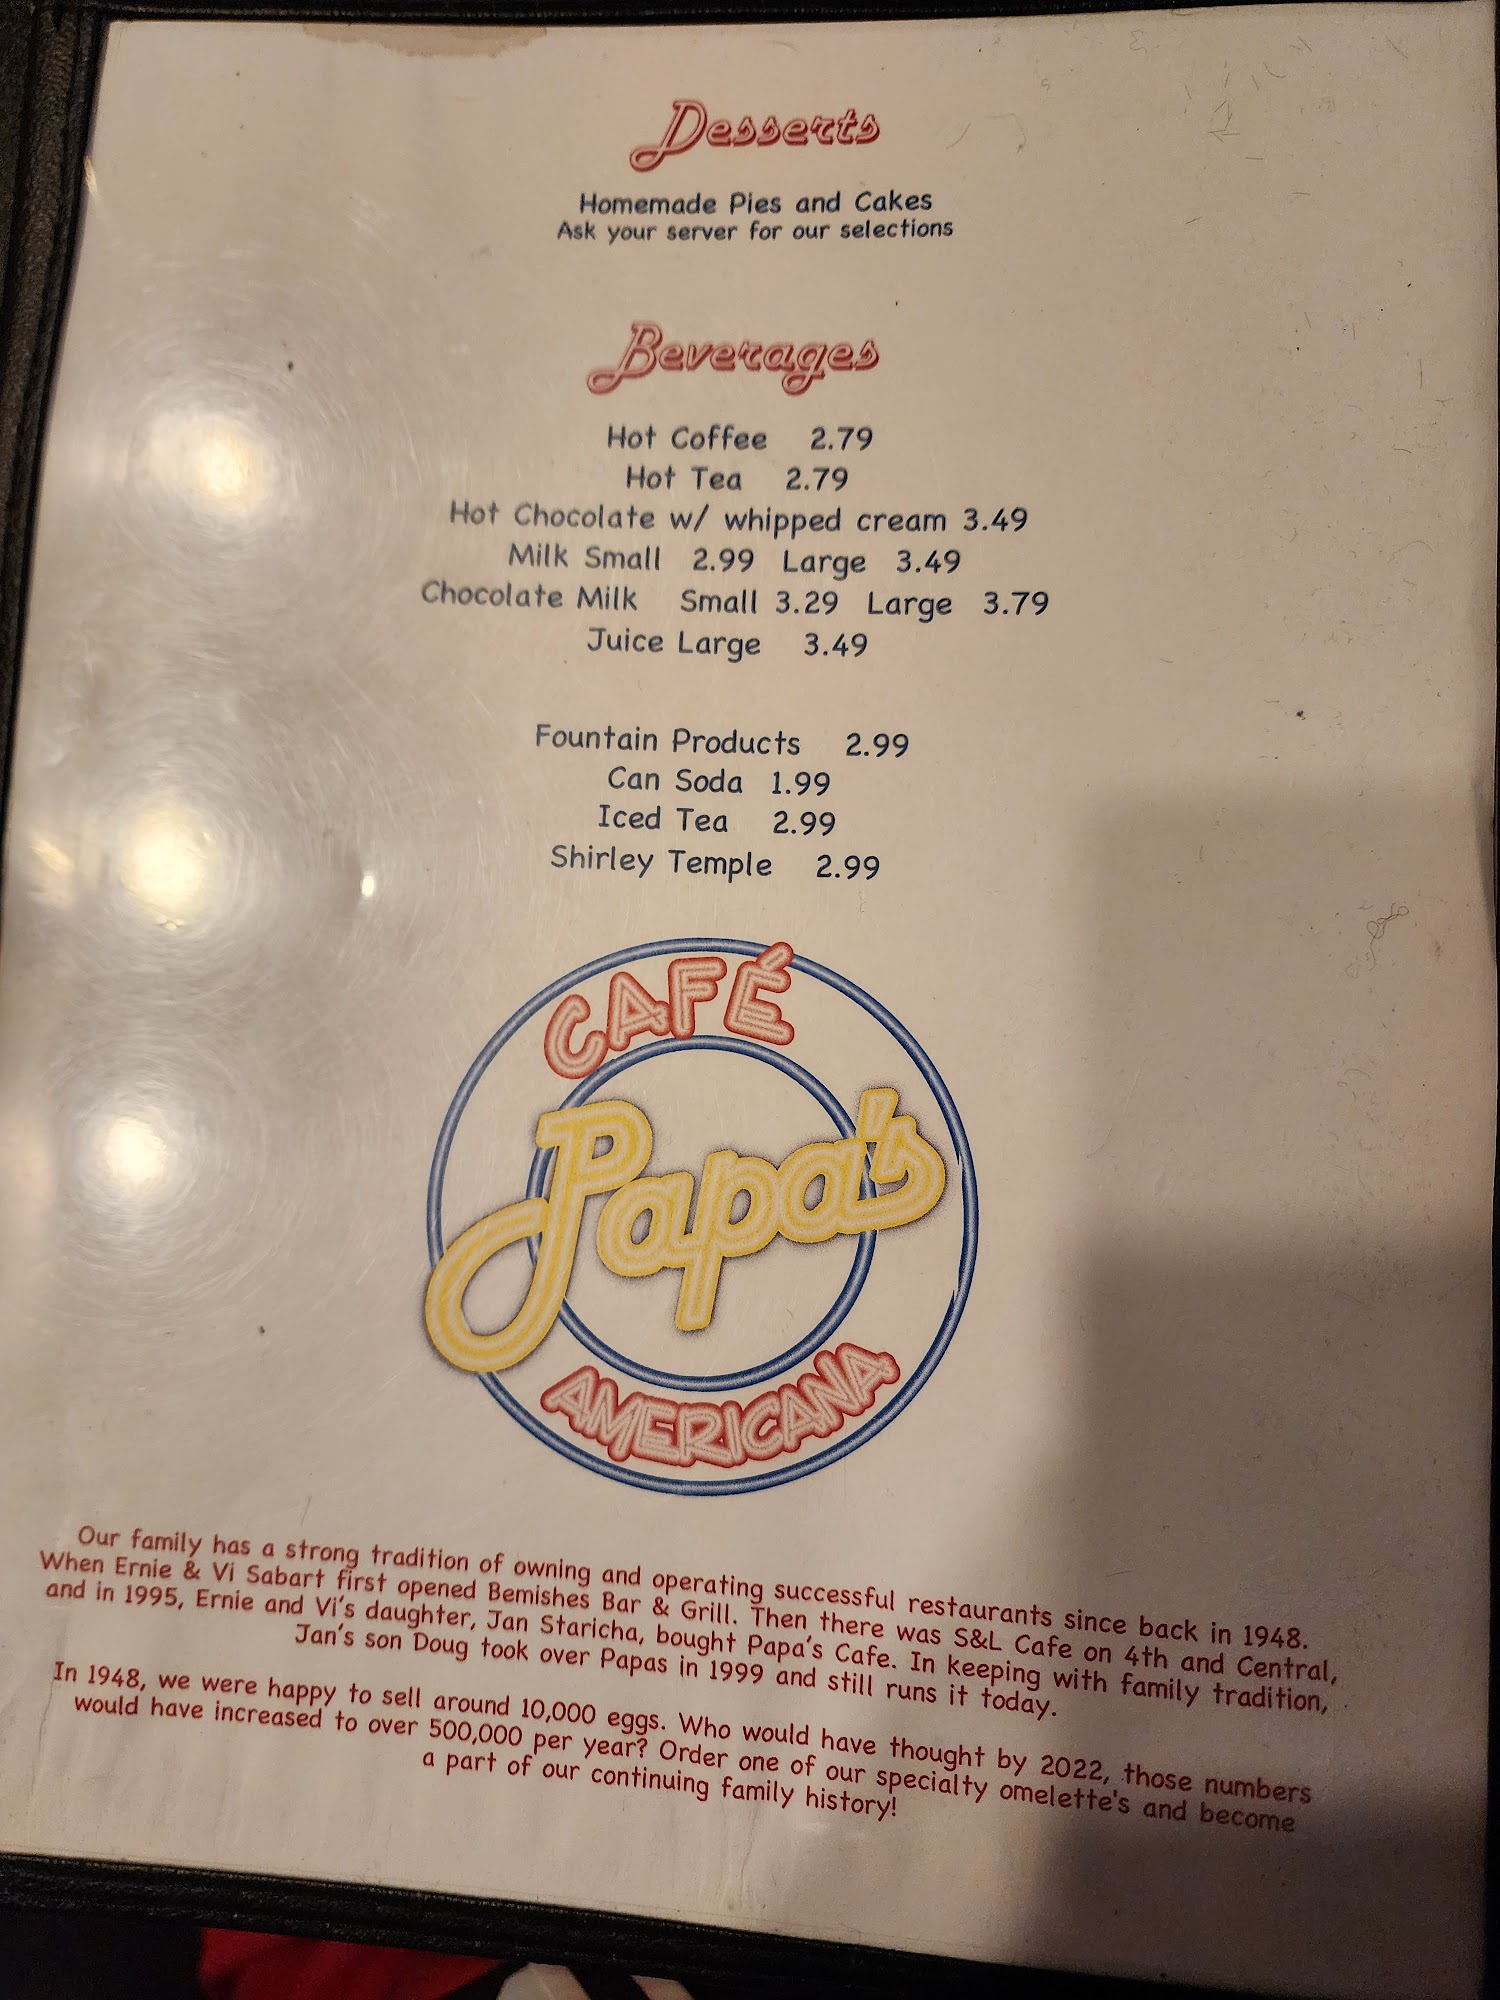 Desserts
Homemade Pies and Cakes
Ask your server for our selections
Beverages
Hot Coffee 2.79
Hot Tea 2.79
Hot Chocolate w/ whipped cream 3.49
Milk Small 2.99 Large 3.49
Chocolate Milk Small 3.29 Large 3.79
Juice Large 3.49
Fountain Products 2.99
Can Soda 1.99
Iced Tea 2.99
Shirley Temple 2.99
CAFÉ
Papa's
AMERICANA
Our family has a strong tradition of owning and operating successful restaurants since back in 1948.
When Ernie & Vi Sabart first opened Bemishes Bar & Grill. Then there was S&L Cafe on 4th and Central,
and in 1995, Ernie and Vi's daughter, Jan Staricha, bought Papa's Cafe. In keeping with family tradition,
Jan's son Doug took over Papas in 1999 and still runs it today.
In 1948, we were happy to sell around 10,000 eggs. Who would have thought by 2022, those numbers
would have increased to over 500,000 per year? Order one of our specialty omelette's and become
a part of our continuing family history!